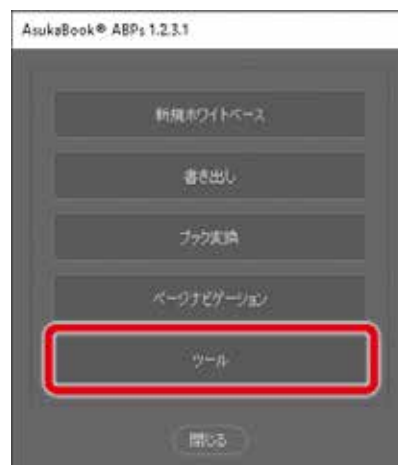 AsukaBook® ABPs 1.2.3.1
新規ホワイトベース
書き出し
ブック変換
ページナビゲーション
ツール
閉じる